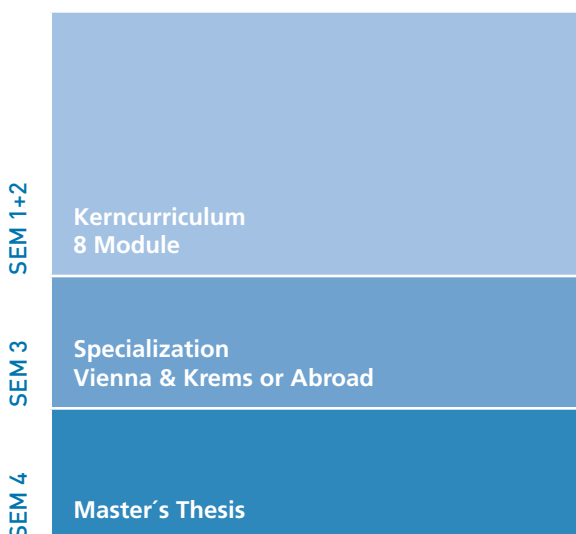 SEM 1+2
Kerncurriculum
8 Module
SEM 3
Specialization
Vienna & Krems or Abroad
SEM 4
Master´s Thesis